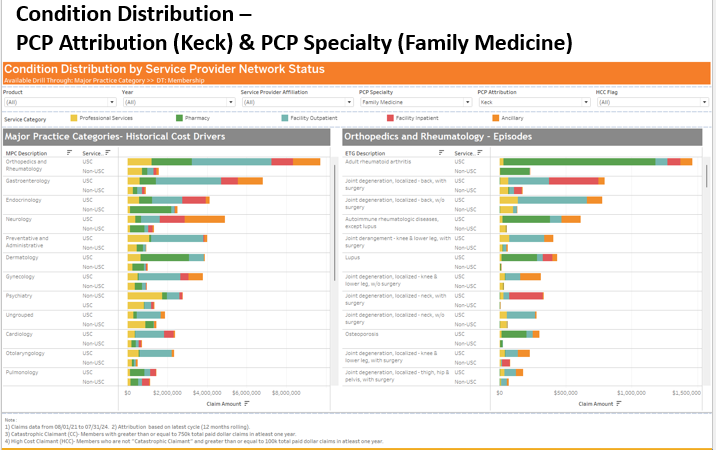 Condition Distribution –
PCP Attribution (Keck) & PCP Specialty (Family Medicine)
Condition Distribution by Service Provider Network Status
Available Drill Through: Major Practice Category >> DT: Membership
Product
Year
Service Provider Affiliation
PCP Specialty
PCP Attribution
HCC Flag
(All)
(All)
(All)
Family Medicine
Keck
(All)
Service Category
Professional Services
Pharmacy
Facility Outpatient
Facility Inpatient
Ancillary
Major Practice Categories- Historical Cost Drivers
MPC Description
Service..
Orthopedics and
Rheumatology
USC
Non-USC
Gastroenterology
USC
Non-USC
Endocrinology
USC
Non-USC
Neurology
USC
Non-USC
Preventative and
Administrative
USC
Non-USC
Dermatology
USC
Non-USC
Gynecology
USC
Non-USC
Psychiatry
USC
Non-USC
Ungrouped
USC
Non-USC
Cardiology
USC
Non-USC
Otolaryngology
USC
Non-USC
Pulmonology
USC
Non-USC
$0
$2,000,000
$4,000,000
$6,000,000
$8,000,000
Claim Amount
Orthopedics and Rheumatology - Episodes
ETG Description
Service..
Adult rheumatoid arthritis
USC
Non-USC
Joint degeneration, localized - back, with
surgery
USC
Non-USC
Joint degeneration, localized - back, w/o
surgery
USC
Non-USC
Autoimmune rheumatologic diseases,
except lupus
USC
Non-USC
Joint derangement - knee & lower leg, with
surgery
USC
Non-USC
Lupus
USC
Non-USC
Joint degeneration, localized - knee &
lower leg, w/o surgery
USC
Non-USC
Joint degeneration, localized - neck, with
surgery
USC
Non-USC
Joint degeneration, localized - neck, w/o
surgery
USC
Non-USC
Osteoporosis
USC
Non-USC
Joint degeneration, localized - knee &
lower leg, with surgery
USC
Non-USC
Joint degeneration, localized - thigh, hip &
pelvis, with surgery
USC
Non-USC
$0
$500,000
$1,000,000
$1,500,000
Claim Amount
Note:
1) Claims data from 08/01/21 to 07/31/24. 2) Attribution based on latest cycle (12 months rolling).
3) Catastrophic Claimant (CC)- Members with greater than or equal to 750k total paid dollar claims in atleast one year.
4) High Cost Claimant (HCC)- Members who are not "Catastrophic Claimant" and greater than or equal to 100k total paid dollar claims in atleast one year.